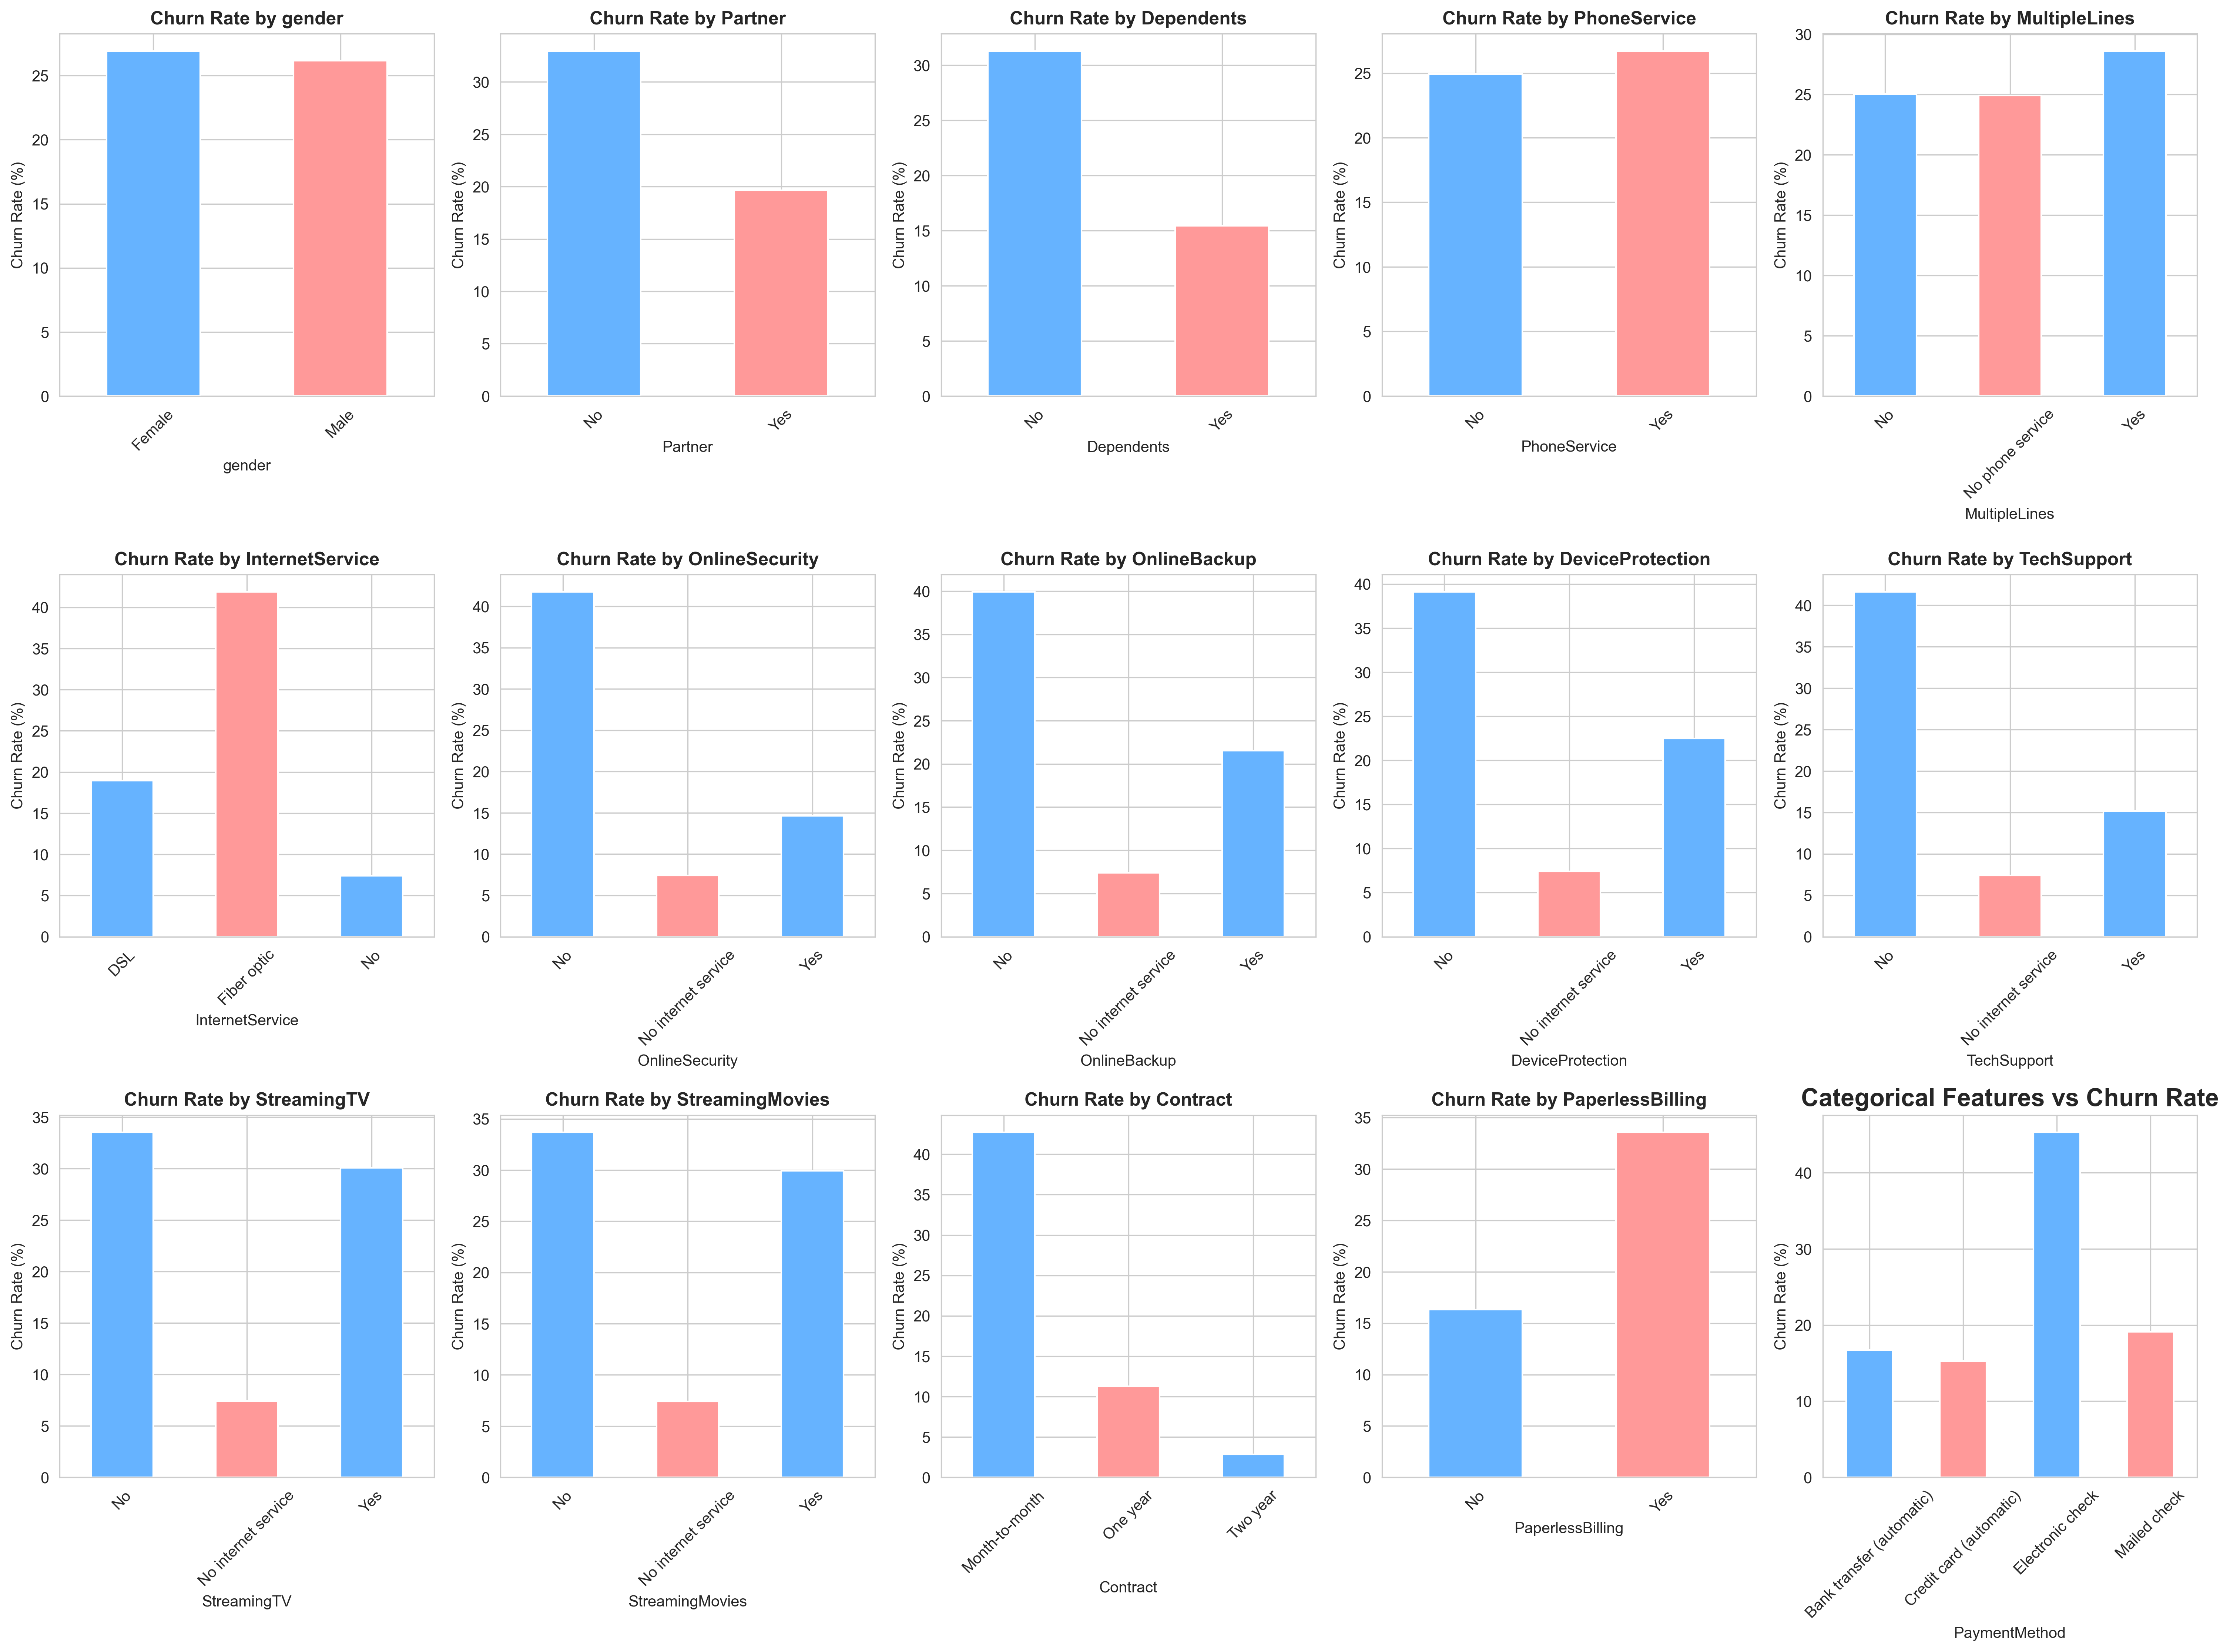 Churn Rate by gender
Churn Rate (%)
25
20
15
10
5
0
Female
Male
gender
Churn Rate by Partner
Churn Rate (%)
30
25
20
15
10
5
0
No
Yes
Partner
Churn Rate by Dependents
Churn Rate (%)
30
25
20
15
10
5
0
No
Yes
Dependents
Churn Rate by PhoneService
Churn Rate (%)
25
20
15
10
5
0
No
Yes
PhoneService
Churn Rate by MultipleLines
Churn Rate (%)
30
25
20
15
10
5
0
No
No phone service
Yes
MultipleLines
Churn Rate by InternetService
Churn Rate (%)
40
35
30
25
20
15
10
5
0
DSL
Fiber optic
No
InternetService
Churn Rate by OnlineSecurity
Churn Rate (%)
40
35
30
25
20
15
10
5
0
No
No internet service
Yes
OnlineSecurity
Churn Rate by OnlineBackup
Churn Rate (%)
40
35
30
25
20
15
10
5
0
No
No internet service
Yes
OnlineBackup
Churn Rate by DeviceProtection
Churn Rate (%)
40
35
30
25
20
15
10
5
0
No
No internet service
Yes
DeviceProtection
Churn Rate by TechSupport
Churn Rate (%)
40
35
30
25
20
15
10
5
0
No
No internet service
Yes
TechSupport
Churn Rate by StreamingTV
Churn Rate (%)
35
30
25
20
15
10
5
0
No
No internet service
Yes
StreamingTV
Churn Rate by StreamingMovies
Churn Rate (%)
35
30
25
20
15
10
5
0
No
No internet service
Yes
StreamingMovies
Churn Rate by Contract
Churn Rate (%)
40
35
30
25
20
15
10
5
0
Month-to-month
One year
Two year
Contract
Churn Rate by PaperlessBilling
Churn Rate (%)
35
30
25
20
15
10
5
0
No
Yes
PaperlessBilling
Categorical Features vs Churn Rate
Churn Rate (%)
40
30
20
10
0
Bank transfer (automatic)
Credit card (automatic)
Electronic check
Mailed check
PaymentMethod